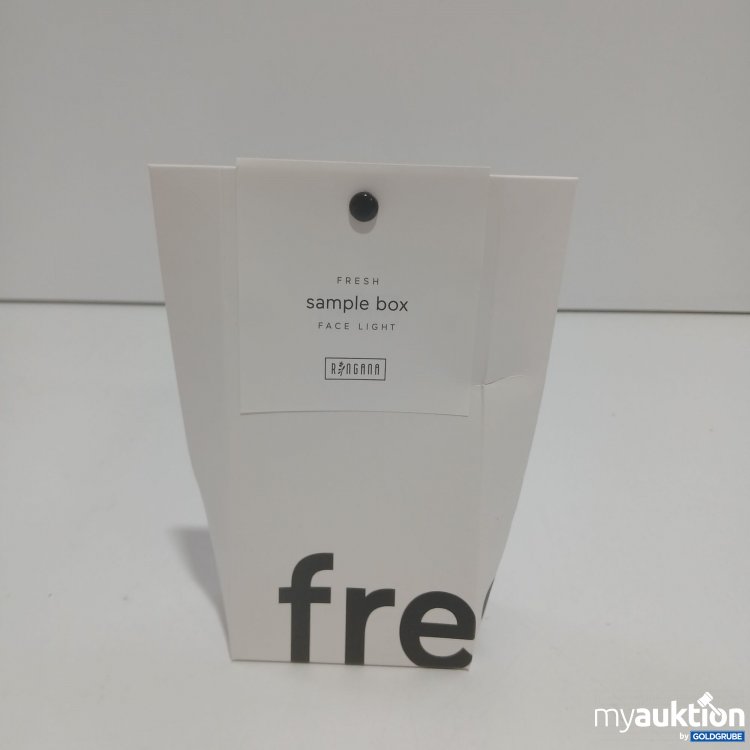 FRESH
sample box
FACE LIGHT
RINGANA
fre
myauktion
by GOLDGRUBE